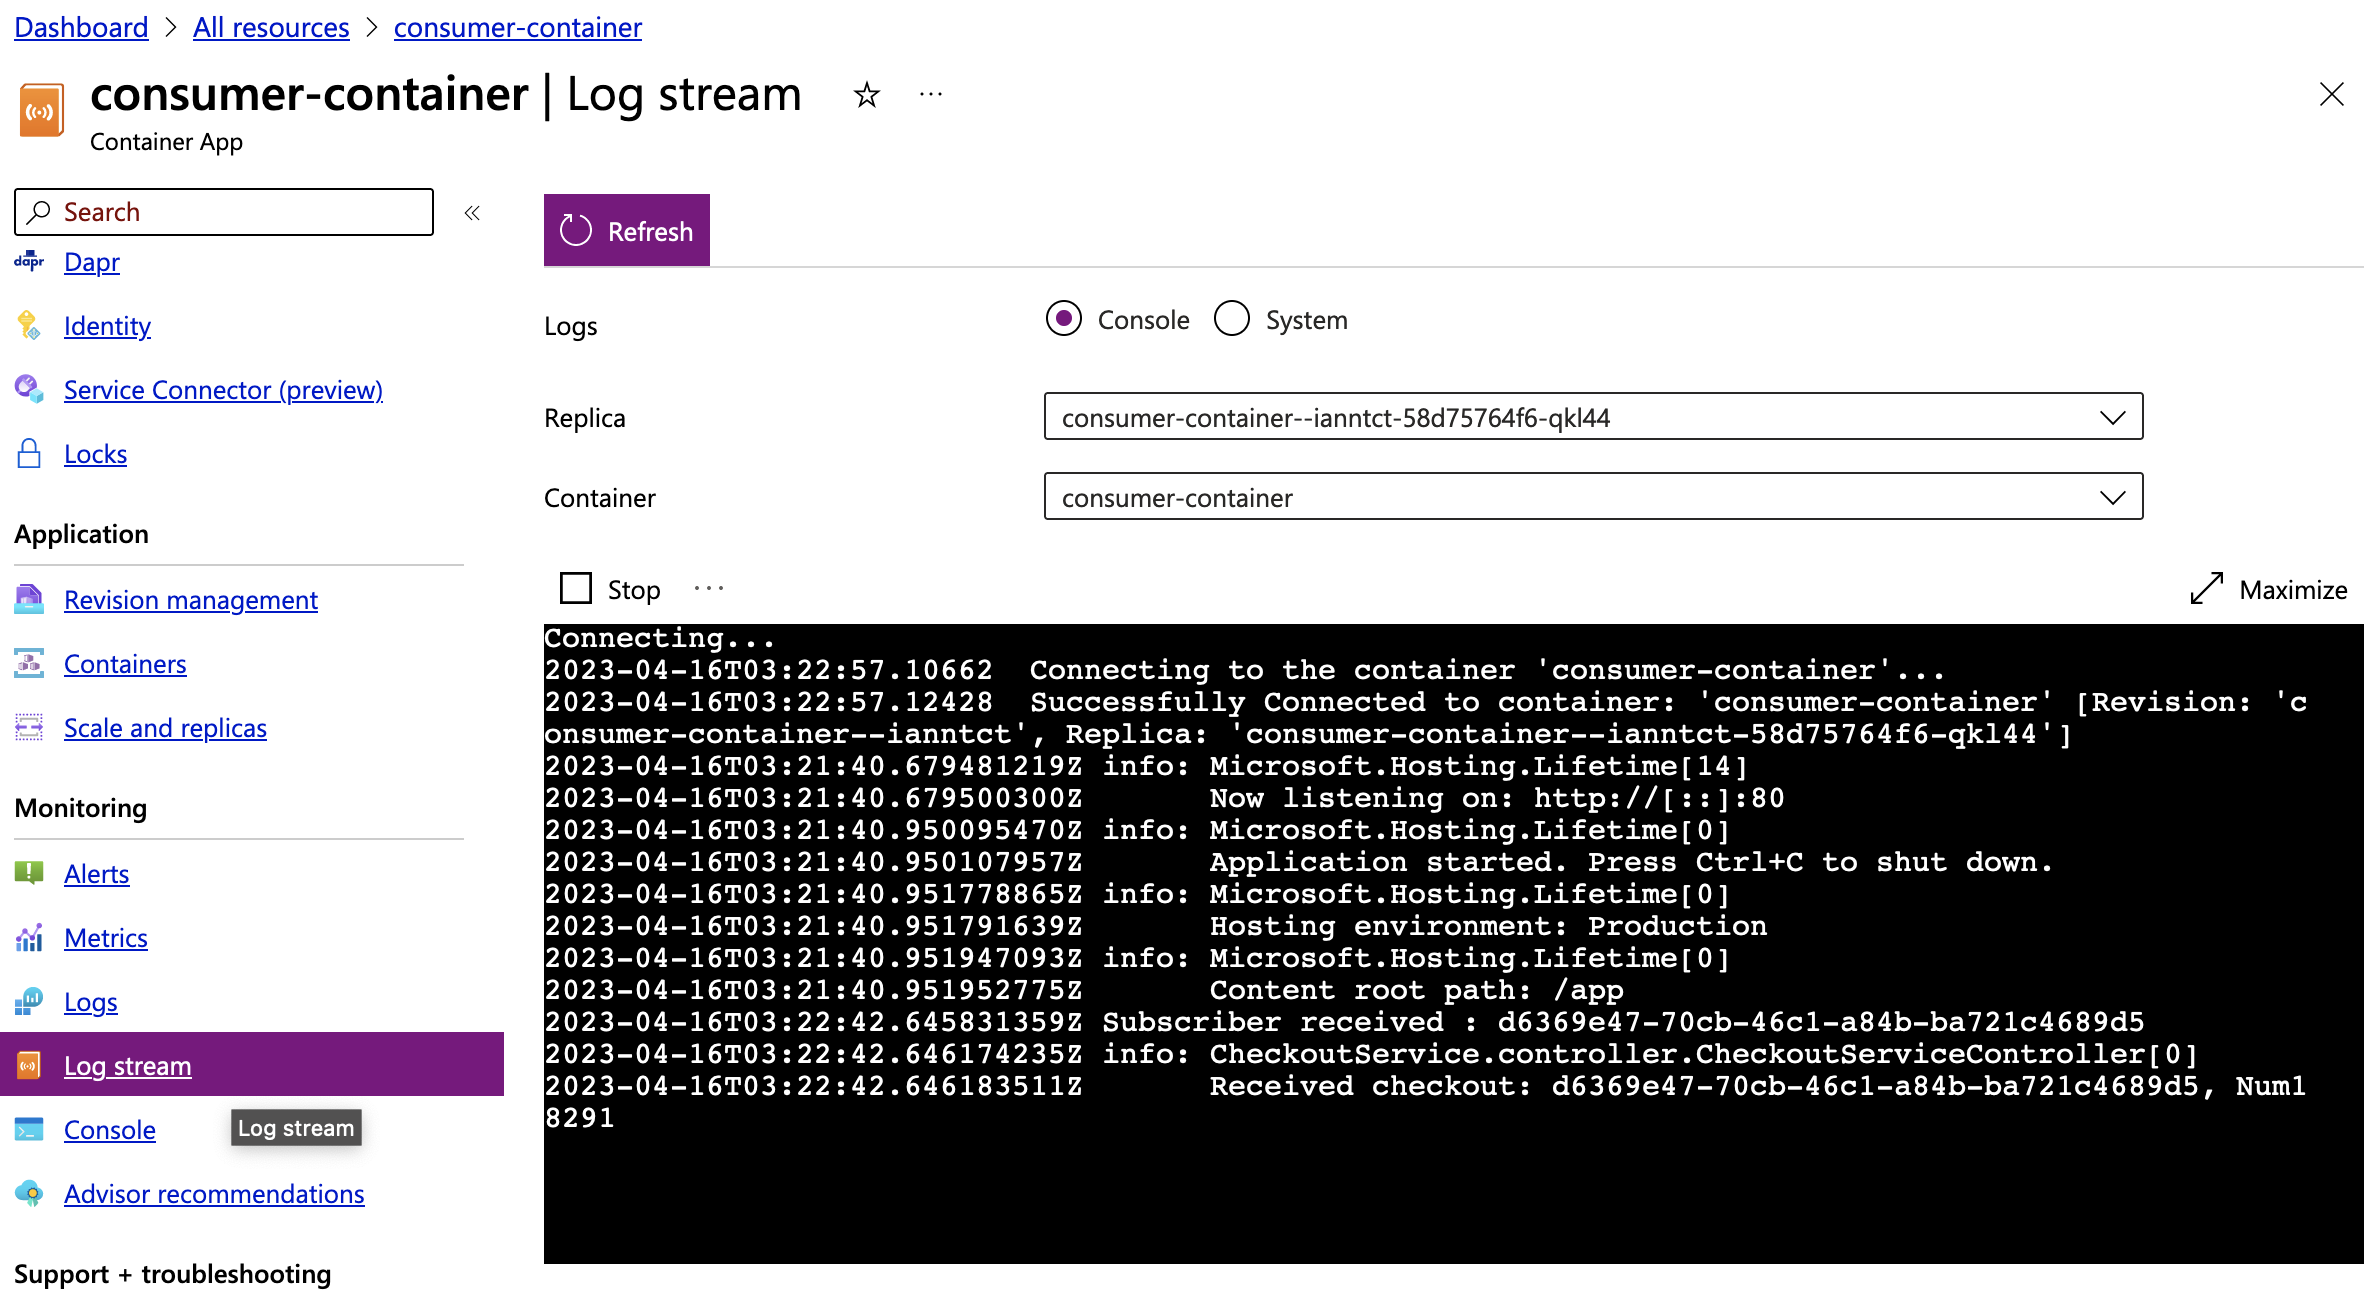 Dashboard > All resources > consumer-container
consumer-container | Log stream
Container App
Search
Dapr
Identity
Service Connector (preview)
Locks
Application
Revision management
Containers
Scale and replicas
Monitoring
Alerts
Metrics
Logs
Log stream
Console
Log stream
Advisor recommendations
Support + troubleshooting
Refresh
Logs
Console
System
Replica
consumer-container--ianntct-58d75764f6-qkl44
Container
consumer-container
Stop
Maximize
Connecting...
2023-04-16T03:22:57.10662  Connecting to the container 'consumer-container'...
2023-04-16T03:22:57.12428  Successfully Connected to container: 'consumer-container' [Revision: 'c
onsumer-container--ianntct', Replica: 'consumer-container--ianntct-58d75764f6-qkl44']
2023-04-16T03:21:40.679481219Z info: Microsoft.Hosting.Lifetime[14]
2023-04-16T03:21:40.679500300Z       Now listening on: http://[::]:80
2023-04-16T03:21:40.950095470Z info: Microsoft.Hosting.Lifetime[0]
2023-04-16T03:21:40.950107957Z       Application started. Press Ctrl+C to shut down.
2023-04-16T03:21:40.951778865Z info: Microsoft.Hosting.Lifetime[0]
2023-04-16T03:21:40.951791639Z       Hosting environment: Production
2023-04-16T03:21:40.951947093Z info: Microsoft.Hosting.Lifetime[0]
2023-04-16T03:21:40.951952775Z       Content root path: /app
2023-04-16T03:22:42.645831359Z Subscriber received : d6369e47-70cb-46c1-a84b-ba721c4689d5
2023-04-16T03:22:42.646174235Z info: CheckoutService.controller.CheckoutServiceController[0]
2023-04-16T03:22:42.646183511Z       Received checkout: d6369e47-70cb-46c1-a84b-ba721c4689d5, Num1
8291